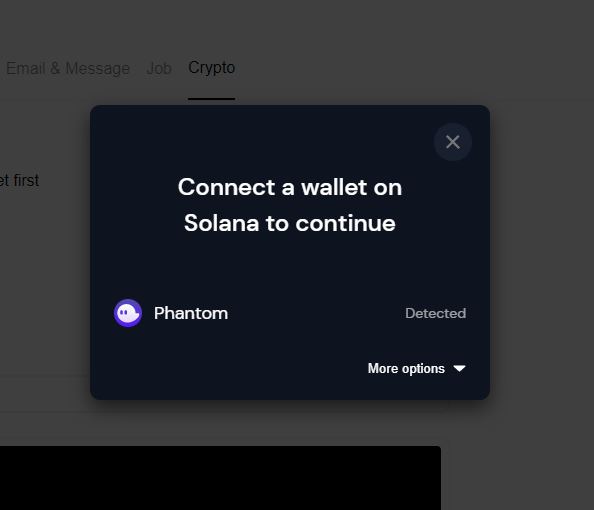 Email & Message Job Crypto
et first
Connect a wallet on
Solana to continue
Phantom Detected
More options